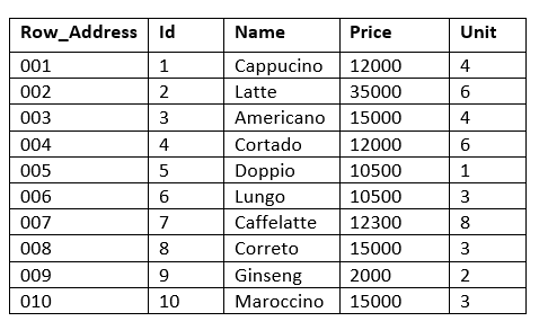 Row_Address Id Name Price Unit
001 1 Cappucino 12000 4
002 2 Latte 35000 6
003 3 Americano 15000 4
004 4 Cortado 12000 6
005 5 Doppio 10500 1
006 6 Lungo 10500 3
007 7 Caffelatte 12300 8
008 8 Correto 15000 3
009 9 Ginseng 2000 2
010 10 Maroccino 15000 3